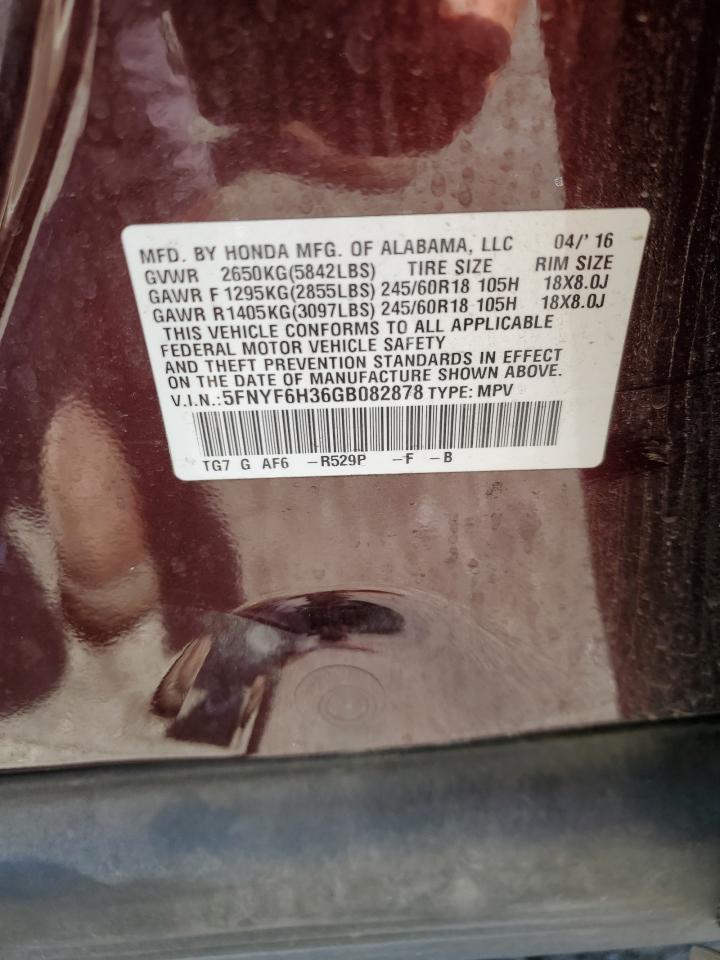 MFD. BY HONDA MFG. OF ALABAMA, LLC 04/' 16
GVWR 2650KG(5842LBS) TIRE SIZE RIM SIZE
GAWR F 1295KG(2855LBS) 245/60R18 105H 18X8.0J
GAWR R1405KG(3097LBS) 245/60R18 105H 18X8.0J
THIS VEHICLE CONFORMS TO ALL APPLICABLE
FEDERAL MOTOR VEHICLE SAFETY
AND THEFT PREVENTION STANDARDS IN EFFECT
ON THE DATE OF MANUFACTURE SHOWN ABOVE.
V.I.N.:5FNYF6H36GB082878 TYPE: MPV
TG7 G AF6 -R529P -F -B